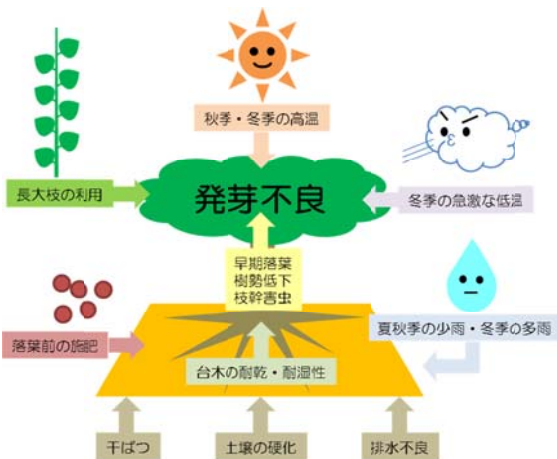 秋季・冬季の高温
長大枝の利用
発芽不良
冬季の急激な低温
早期落葉
樹勢低下
枝幹害虫
落葉前の施肥
夏秋季の少雨・冬季の多雨
台木の耐乾・耐湿性
干ばつ
土壌の硬化
排水不良